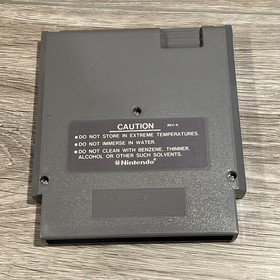 CAUTION REV-A
●DO NOT STORE IN EXTREME TEMPERATURES.
●DO NOT IMMERSE IN WATER.
●DO NOT CLEAN WITH BENZENE, THINNER,
ALCOHOL OR OTHER SUCH SOLVENTS.
Nintendo